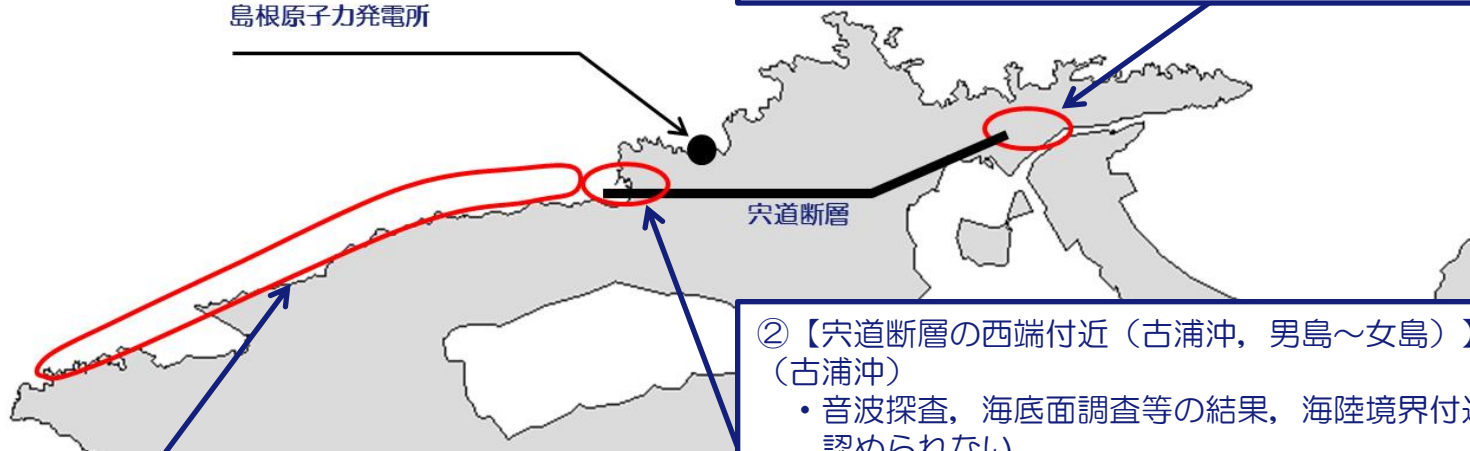 島根原子力発電所
宍道断層
②【宍道断層の西端付近（古浦沖，男島～女島）】
（古浦沖）
・音波探査，海底面調査等の結果，海陸境界付近
認められない